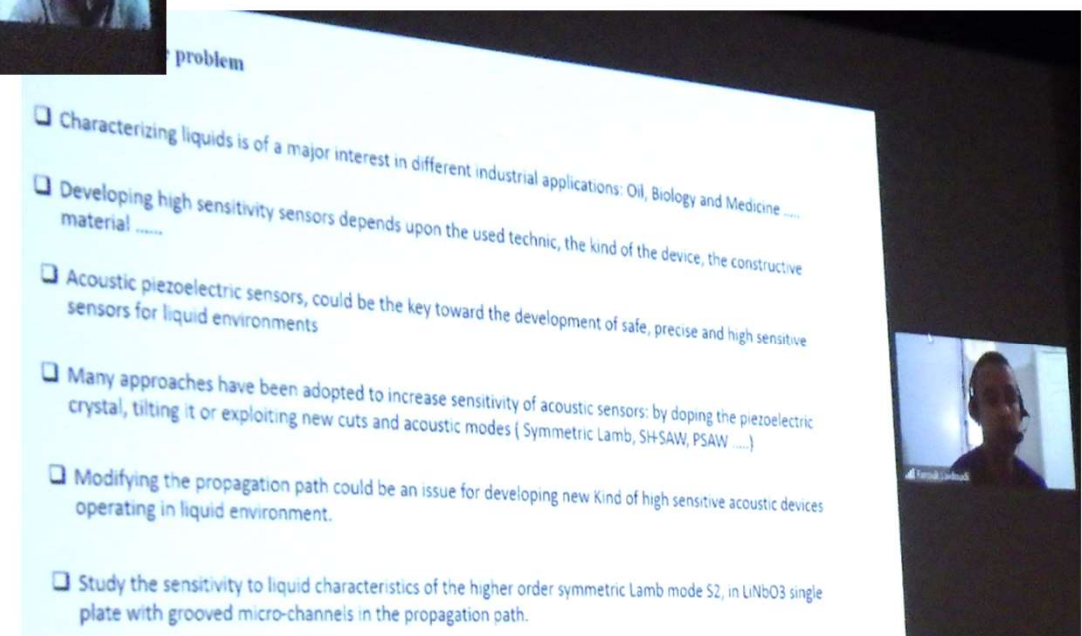 problem
❑ Characterizing liquids is of a major interest in different industrial applications: Oil, Biology and Medicine .....
❑ Developing high sensitivity sensors depends upon the used technic, the kind of the device, the constructive
material ......
❑ Acoustic piezoelectric sensors, could be the key toward the development of safe, precise and high sensitive
sensors for liquid environments
❑ Many approaches have been adopted to increase sensitivity of acoustic sensors: by doping the piezoelectric
crystal, tilting it or exploiting new cuts and acoustic modes ( Symmetric Lamb, SH-SAW, PSAW .....)
❑ Modifying the propagation path could be an issue for developing new Kind of high sensitive acoustic devices
operating in liquid environment.
❑ Study the sensitivity to liquid characteristics of the higher order symmetric Lamb mode S2, in LiNbO3 single
plate with grooved micro-channels in the propagation path.